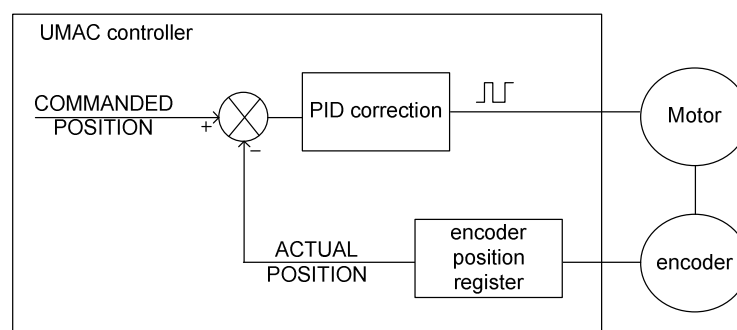 UMAC controller
COMMANDED
POSITION
+
−
PID correction
Motor
ACTUAL
POSITION
encoder
position
register
encoder